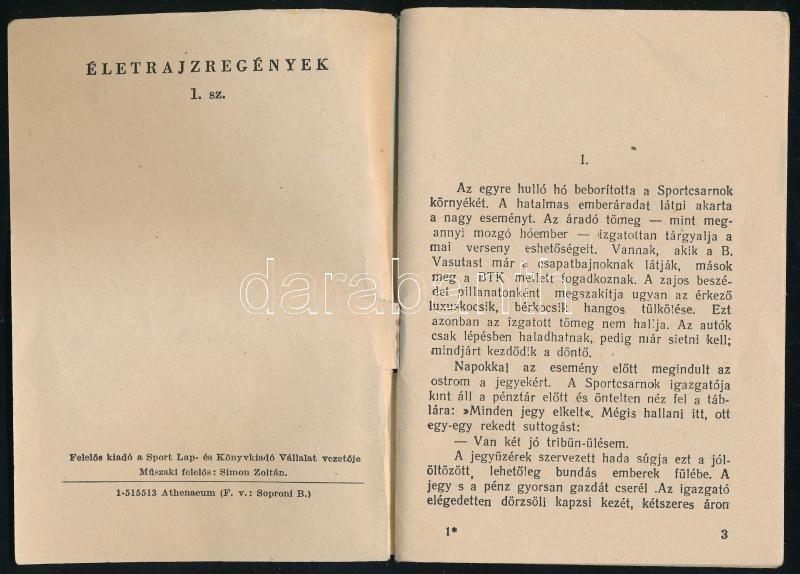 ÉLETRAJZREGÉNYEK
1. sz.
Felelős kiadó a Sport Lap- és Könyvkiadó Vállalat vezetője
Műszaki felelős: Simon Zoltán.
1-515513 Athenaeum (F. v.: Soproni B.)
I.
Az egyre hulló hó beborította a Sportcsarnok
környékét. A hatalmas emberáradat látni akarta
a nagy eseményt. Az áradó tömeg — mint meg-
annyi mozgó hóember — izgatottan tárgyalja a
mai verseny eshetőségeit. Vannak, akik a B.
Vasutast már a csapatbajnoknak látják, mások
meg a BTK mellett fogadkoznak. A zajos beszé-
det pillanatonként megszakítja ugyan az érkező
luxuskocsik, bérkocsik hangos tülkölése. Ezt
azonban az izgatott tömeg nem hallja. Az autók
csak lépésben haladhatnak, pedig már sietni kell;
mindjárt kezdődik a döntő.
Napokkal az esemény előtt megindult az
ostrom a jegyekért. A Sportcsarnok igazgatója
kint áll a pénztár előtt és öntelten néz fel a táb-
lára: »Minden jegy elkelt«. Mégis hallani itt, ott
egy-egy rekedt suttogást:
— Van két jó tribün-ülésem.
A jegyüzérek szervezett hada súgja ezt a jól-
öltözött, lehetőleg bundás emberek fülébe. A
jegy s a pénz gyorsan gazdát cserél .Az igazgató
elégedetten dörzsöli kapzsi kezét, kétszeres áron
1*
3
darabanth